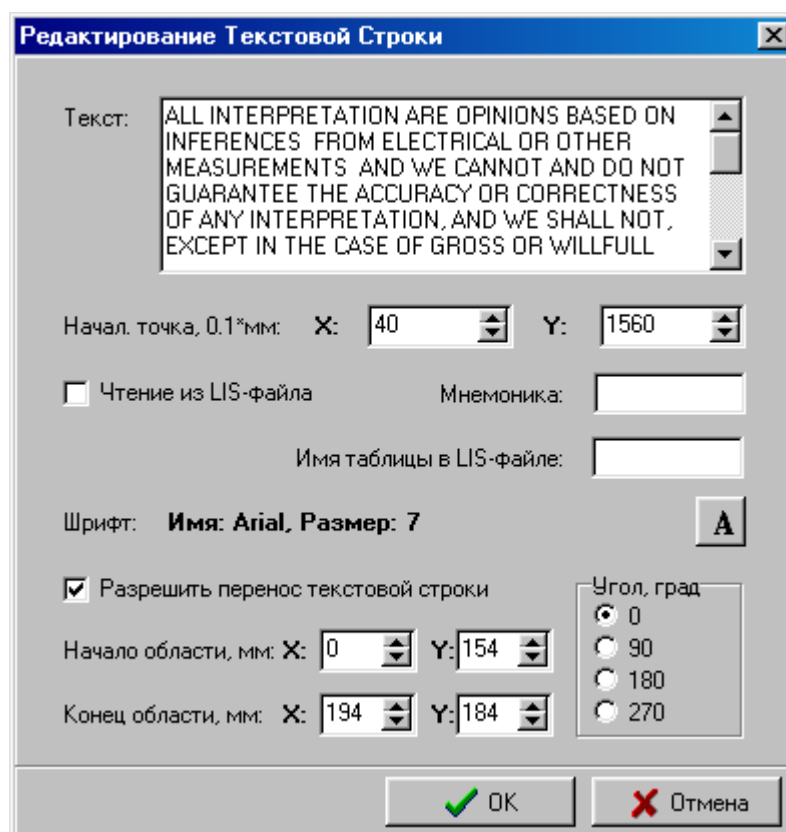 Редактирование Текстовой Строки
Текст:
ALL INTERPRETATION ARE OPINIONS BASED ON
INFERENCES  FROM ELECTRICAL OR OTHER
MEASUREMENTS  AND WE CANNOT AND DO NOT
GUARANTEE THE ACCURACY OR CORRECTNESS
OF ANY INTERPRETATION, AND WE SHALL NOT,
EXCEPT IN THE CASE OF GROSS OR WILLFULL
Начал. точка, 0.1*мм: X: 40 Y: 1560
Чтение из LIS-файла Мнемоника:
Имя таблицы в LIS-файле:
Шрифт: Имя: Arial, Размер: 7 A
Разрешить перенос текстовой строки
Начало области, мм: X: 0 Y: 154
Конец области, мм: X: 194 Y: 184
Угол, град
0
90
180
270
OK Отмена